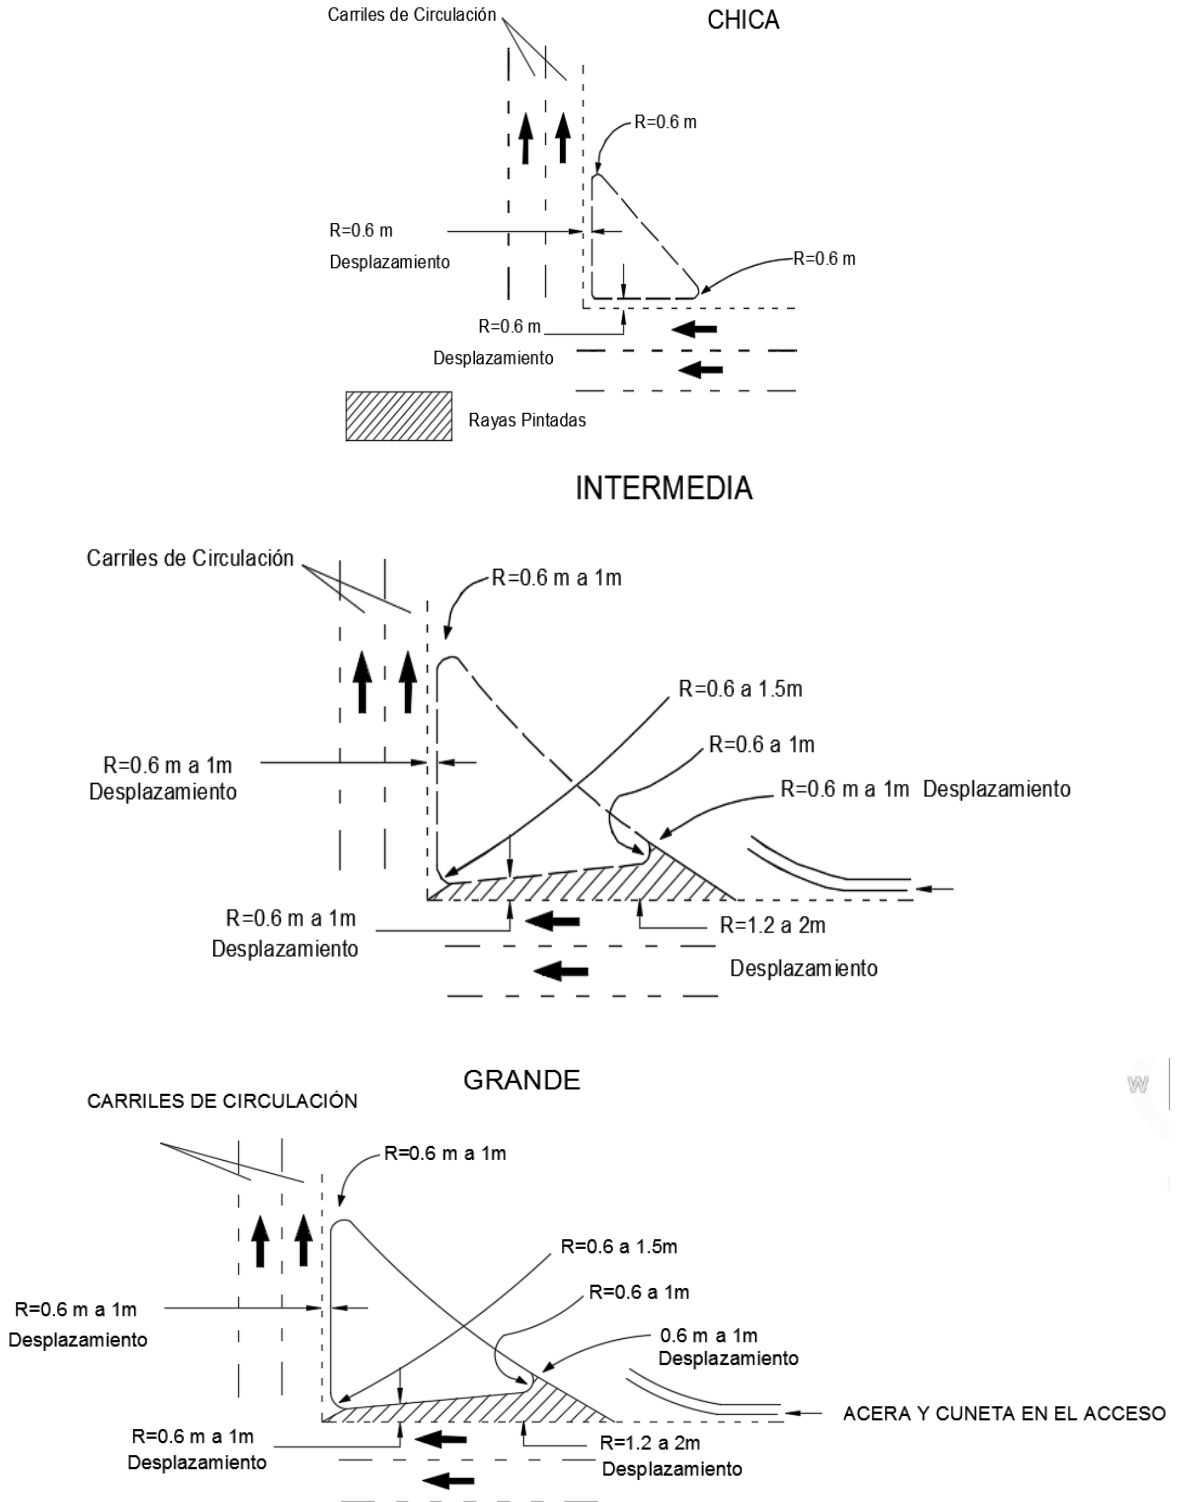 Carriles de Circulación
CHICA
R=0.6 m
R=0.6 m
Desplazamiento
R=0.6 m
R=0.6 m
Desplazamiento
Rayas Pintadas
INTERMEDIA
Carriles de Circulación
R=0.6 m a 1m
R=0.6 a 1.5m
R=0.6 a 1m
R=0.6 m a 1m
Desplazamiento
R=0.6 m a 1m Desplazamiento
R=0.6 m a 1m
Desplazamiento
R=1.2 a 2m
Desplazamiento
GRANDE
W
CARRILES DE CIRCULACIÓN
R=0.6 m a 1m
R=0.6 a 1.5m
R=0.6 a 1m
R=0.6 m a 1m
Desplazamiento
0.6 m a 1m
Desplazamiento
ACERA Y CUNETA EN EL ACCESO
R=0.6 m a 1m
Desplazamiento
R=1.2 a 2m
Desplazamiento